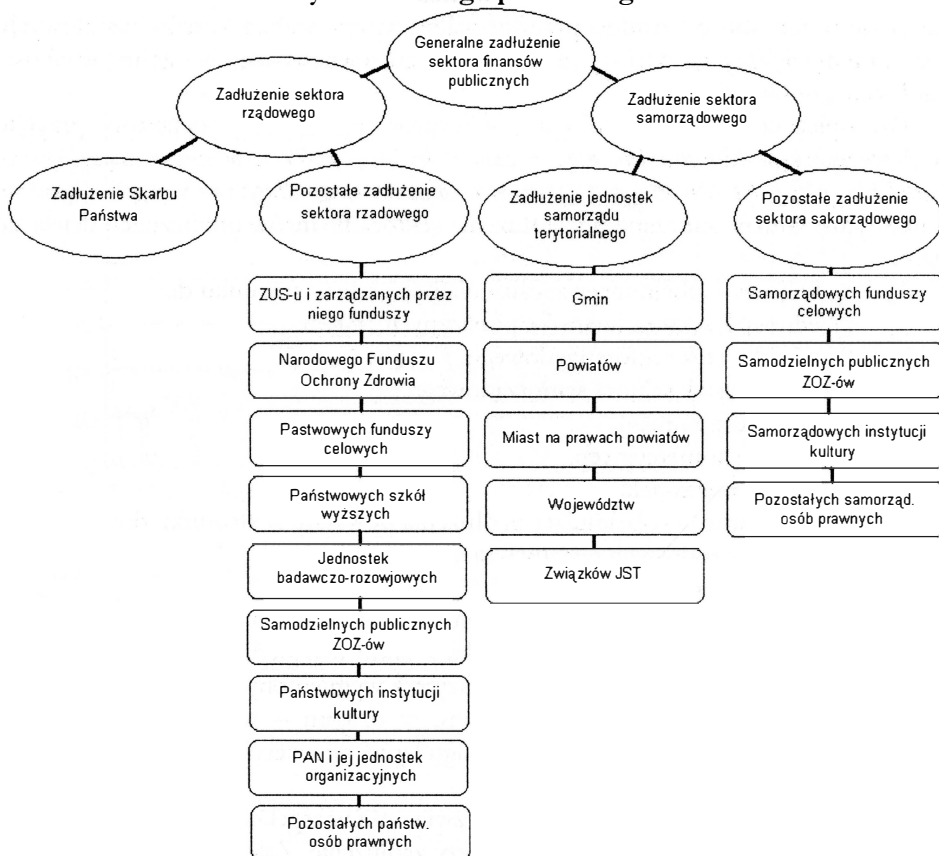 Generalne zadłużenie
sektora finansów
publicznych
Zadłużenie sektora
rządowego
Zadłużenie sektora
samorządowego
Zadłużenie Skarbu
Państwa
Pozostałe zadłużenie
sektora rzadowego
Zadłużenie jednostek
samorządu
terytorialnego
Pozostałe zadłużenie
sektora sakorządowego
ZUS-u i zarządzanych przez
niego funduszy
Narodowego Funduszu
Ochrony Zdrowia
Pastwowych funduszy
celowych
Państwowych szkół
wyższych
Jednostek
badawczo-rozowjowych
Samodzielnych publicznych
ZOZ-ów
Państwowych instytucji
kultury
PAN i jej jednostek
organizacyjnych
Pozostałych państw.
osób prawnych
Gmin
Powiatów
Miast na prawach powiatów
Województw
Związków JST
Samorządowych funduszy
celowych
Samodzielnych publicznych
ZOZ-ów
Samorządowych instytucji
kultury
Pozostałych samorząd.
osób prawnych